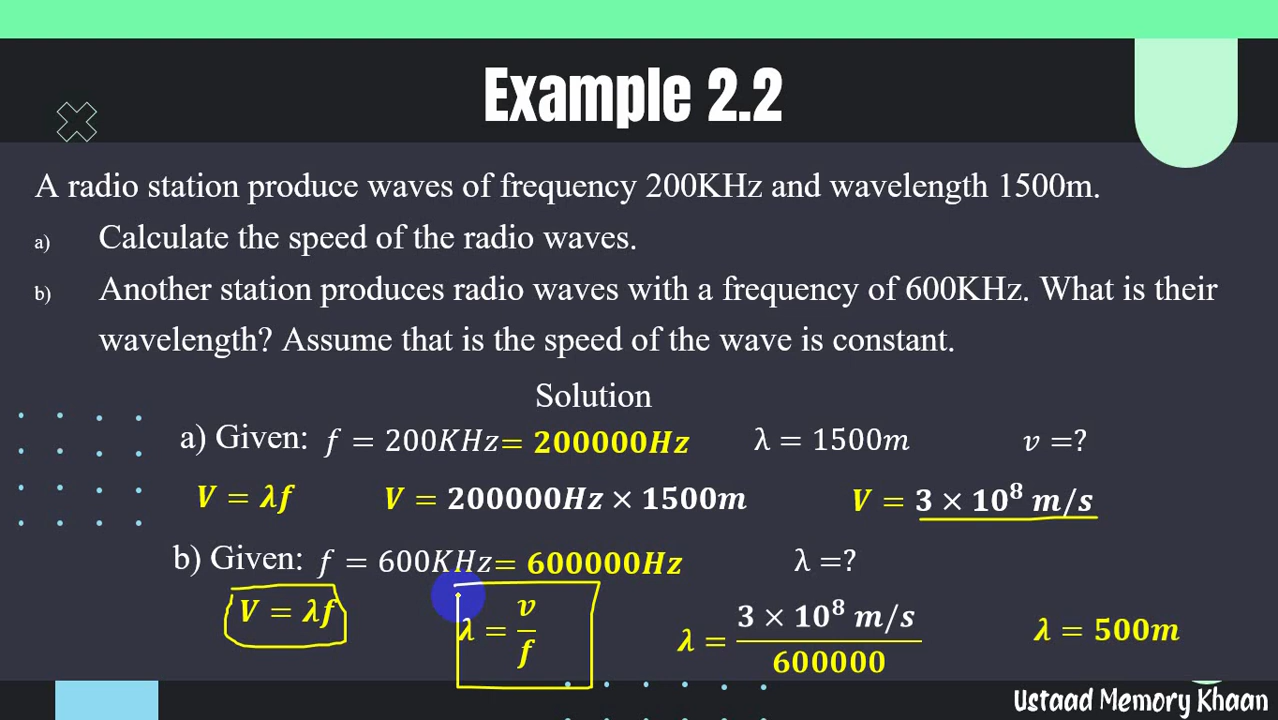 Example 2.2
A radio station produce waves of frequency 200KHz and wavelength 1500m.
a) Calculate the speed of the radio waves.
b) Another station produces radio waves with a frequency of 600KHz. What is their
wavelength? Assume that is the speed of the wave is constant.
Solution
a) Given: f = 200KHz = 200000Hz λ = 1500m v =?
V = λf V = 200000Hz × 1500m V = 3 × 10⁸ m/s
b) Given: f = 600KHz = 600000Hz λ =?
V = λf λ = v/f λ = 3 × 10⁸ m/s / 600000 λ = 500m
Ustaad Memory Khaan